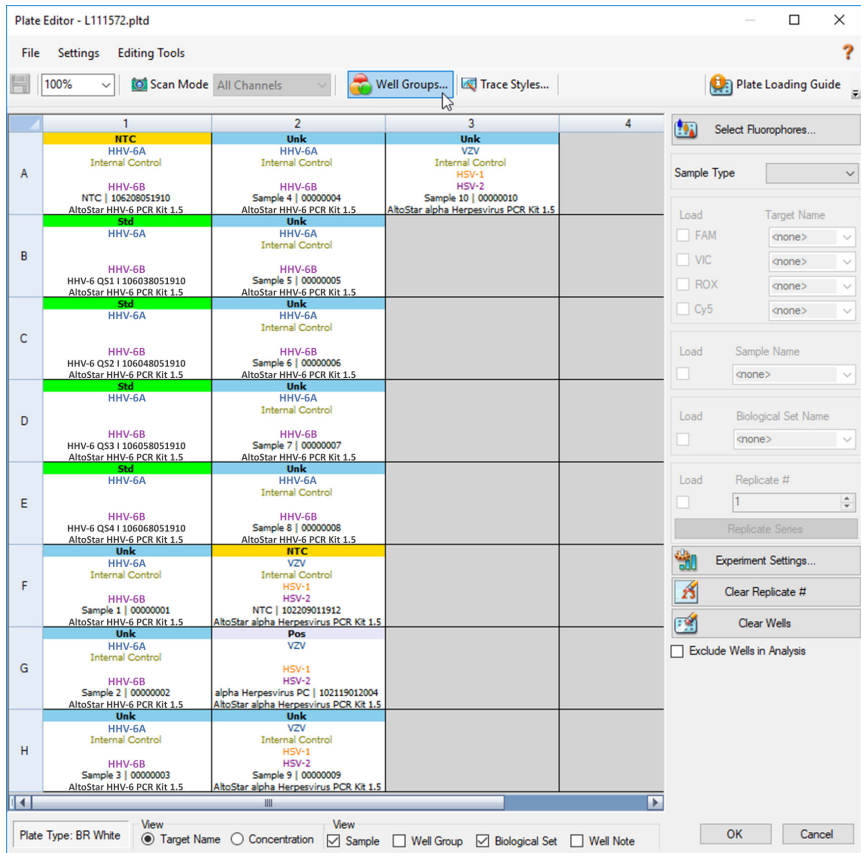 Plate Editor - L111572.pltd
File Settings Editing Tools ?
100% Scan Mode All Channels Well Groups... Trace Styles... Plate Loading Guide
1 2 3 4
A
NTC
HHV-6A
Internal Control
HHV-6B
NTC | 106208051910
AltoStar HHV-6 PCR Kit 1.5
Unk
HHV-6A
Internal Control
HHV-6B
Sample 4 | 00000004
AltoStar HHV-6 PCR Kit 1.5
Unk
VZV
Internal Control
HSV-1
HSV-2
Sample 10 | 00000010
AltoStar alpha Herpesvirus PCR Kit 1.5
B
Std
HHV-6A
HHV-6B
HHV-6 QS1 I 106038051910
AltoStar HHV-6 PCR Kit 1.5
Unk
HHV-6A
Internal Control
HHV-6B
Sample 5 | 00000005
AltoStar HHV-6 PCR Kit 1.5
C
Std
HHV-6A
HHV-6B
HHV-6 QS2 I 106048051910
AltoStar HHV-6 PCR Kit 1.5
Unk
HHV-6A
Internal Control
HHV-6B
Sample 6 | 00000006
AltoStar HHV-6 PCR Kit 1.5
D
Std
HHV-6A
HHV-6B
HHV-6 QS3 I 106058051910
AltoStar HHV-6 PCR Kit 1.5
Unk
HHV-6A
Internal Control
HHV-6B
Sample 7 | 00000007
AltoStar HHV-6 PCR Kit 1.5
E
Std
HHV-6A
HHV-6B
HHV-6 QS4 I 106068051910
AltoStar HHV-6 PCR Kit 1.5
Unk
HHV-6A
Internal Control
HHV-6B
Sample 8 | 00000008
AltoStar HHV-6 PCR Kit 1.5
F
Unk
HHV-6A
Internal Control
HHV-6B
Sample 1 | 00000001
AltoStar HHV-6 PCR Kit 1.5
NTC
VZV
Internal Control
HSV-1
HSV-2
NTC | 102209011912
AltoStar alpha Herpesvirus PCR Kit 1.5
G
Unk
HHV-6A
Internal Control
HHV-6B
Sample 2 | 00000002
AltoStar HHV-6 PCR Kit 1.5
Pos
VZV
HSV-1
HSV-2
alpha Herpesvirus PC | 102119012004
AltoStar alpha Herpesvirus PCR Kit 1.5
H
Unk
HHV-6A
Internal Control
HHV-6B
Sample 3 | 00000003
AltoStar HHV-6 PCR Kit 1.5
Unk
VZV
Internal Control
HSV-1
HSV-2
Sample 9 | 00000009
AltoStar alpha Herpesvirus PCR Kit 1.5
Select Fluorophores...
Sample Type
Load Target Name
FAM <none>
VIC <none>
ROX <none>
Cy5 <none>
Load Sample Name
<none>
Load Biological Set Name
<none>
Load Replicate #
1
Replicate Series
Experiment Settings...
Clear Replicate #
Clear Wells
Exclude Wells in Analysis
Plate Type: BR White
View
Target Name Concentration
View
Sample Well Group Biological Set Well Note
OK Cancel